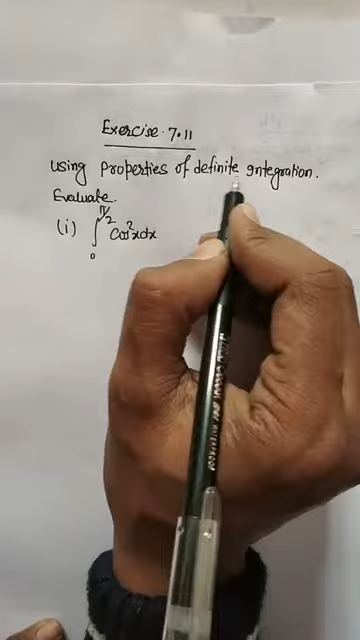 Exercise 7.11
using Properties of definite Integration.
Evaluate.
(i) ∫₀^(π/2) cos²x dx